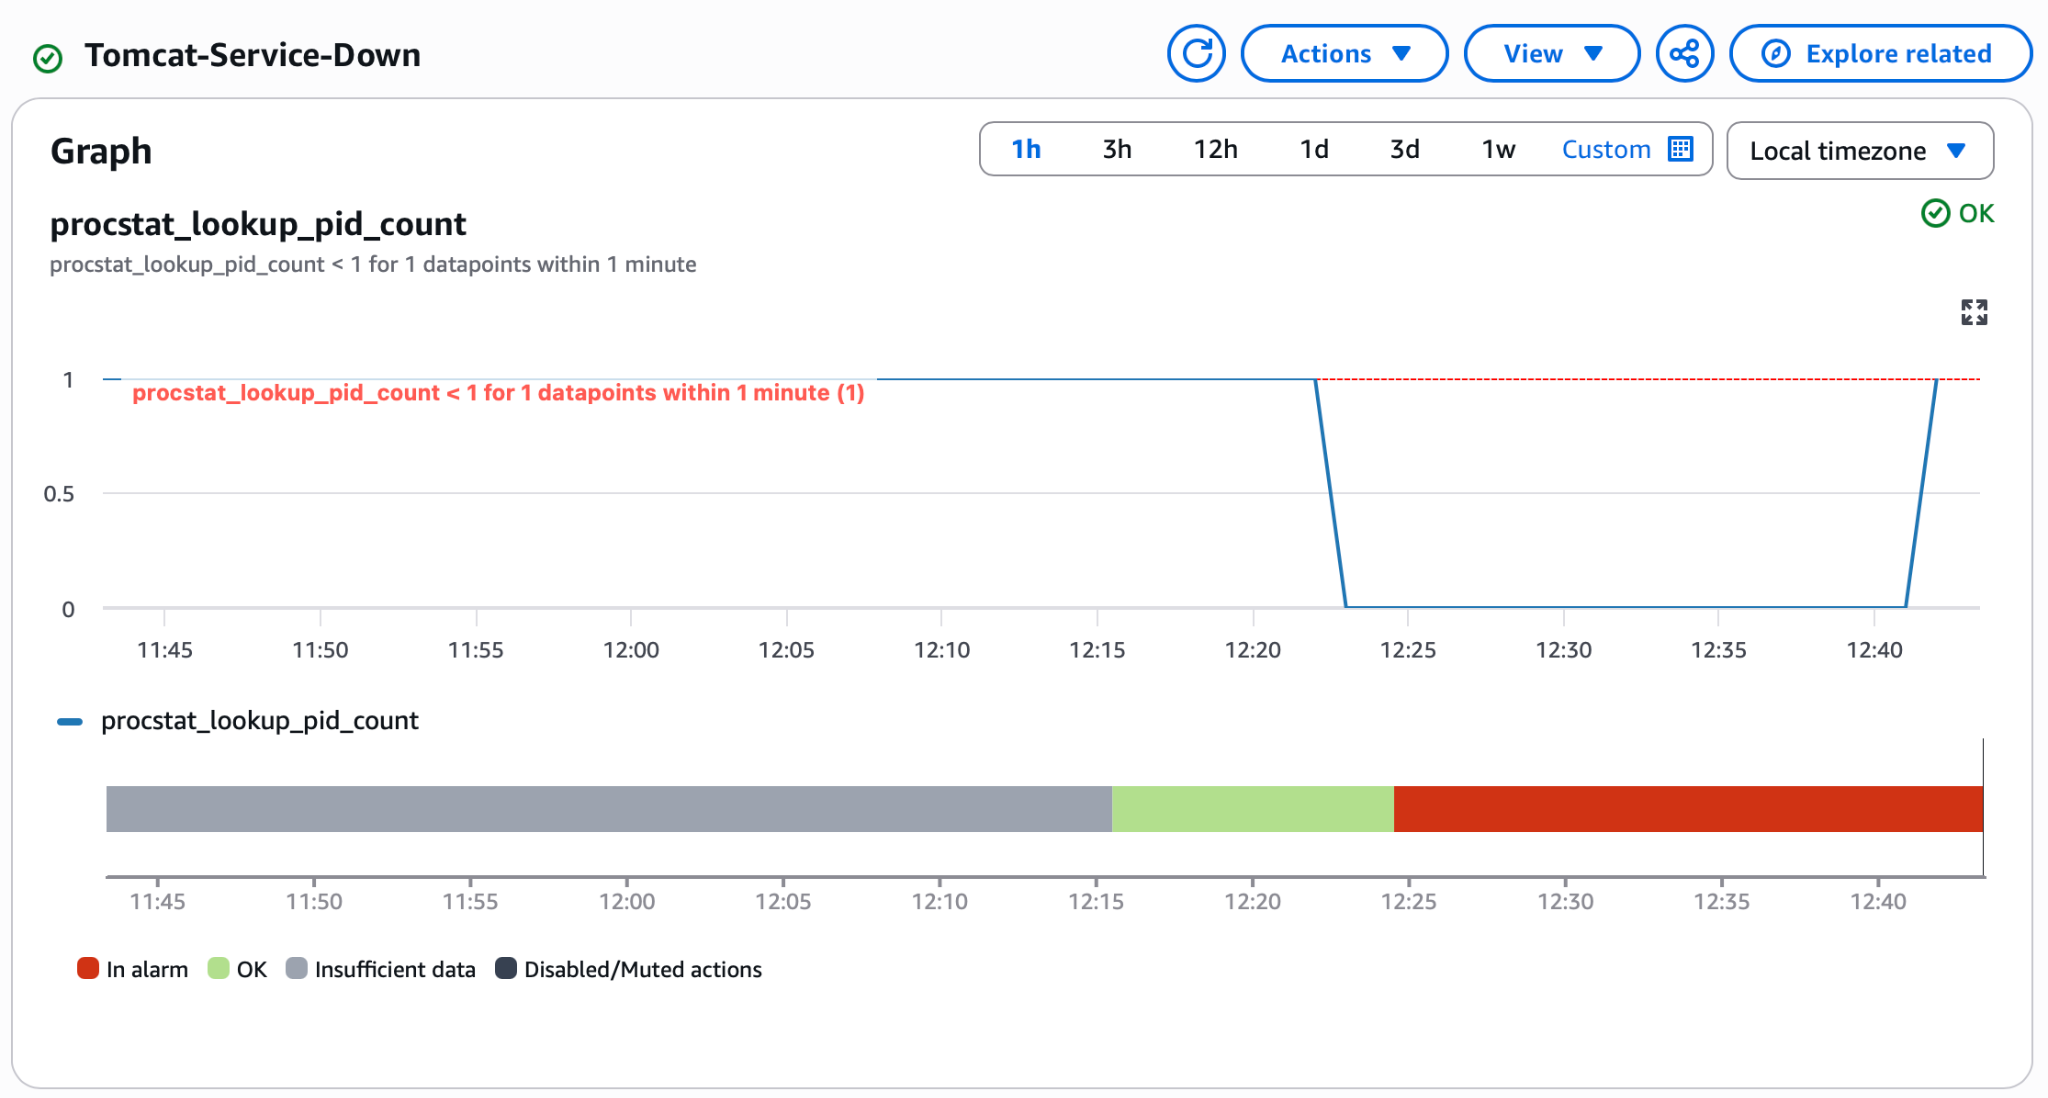 Tomcat-Service-Down
Actions
View
Explore related
Graph
1h 3h 12h 1d 3d 1w Custom
Local timezone
procstat_lookup_pid_count
OK
procstat_lookup_pid_count < 1 for 1 datapoints within 1 minute
1
procstat_lookup_pid_count < 1 for 1 datapoints within 1 minute (1)
0.5
0
11:45 11:50 11:55 12:00 12:05 12:10 12:15 12:20 12:25 12:30 12:35 12:40
procstat_lookup_pid_count
11:45 11:50 11:55 12:00 12:05 12:10 12:15 12:20 12:25 12:30 12:35 12:40
In alarm OK Insufficient data Disabled/Muted actions